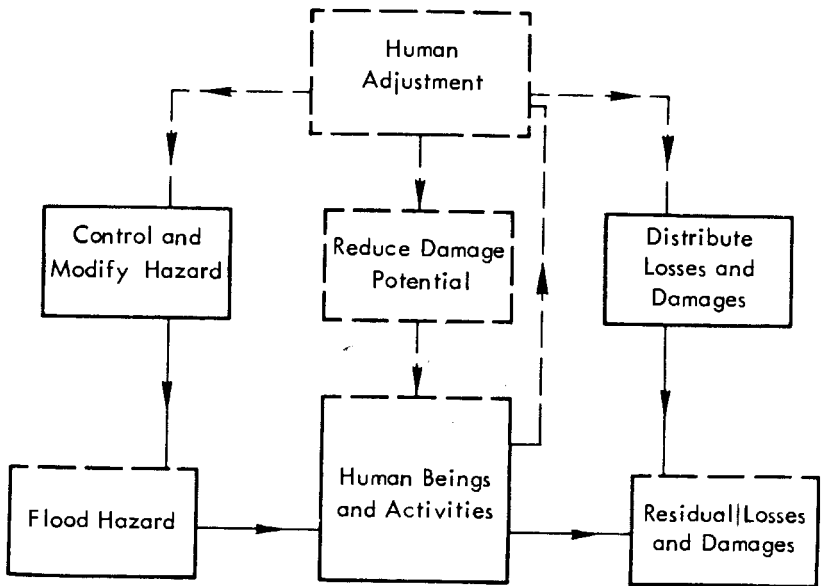 Human
Adjustment
Control and
Modify Hazard
Reduce Damage
Potential
Distribute
Losses and
Damages
Flood Hazard
Human Beings
and Activities
Residual|Losses
and Damages